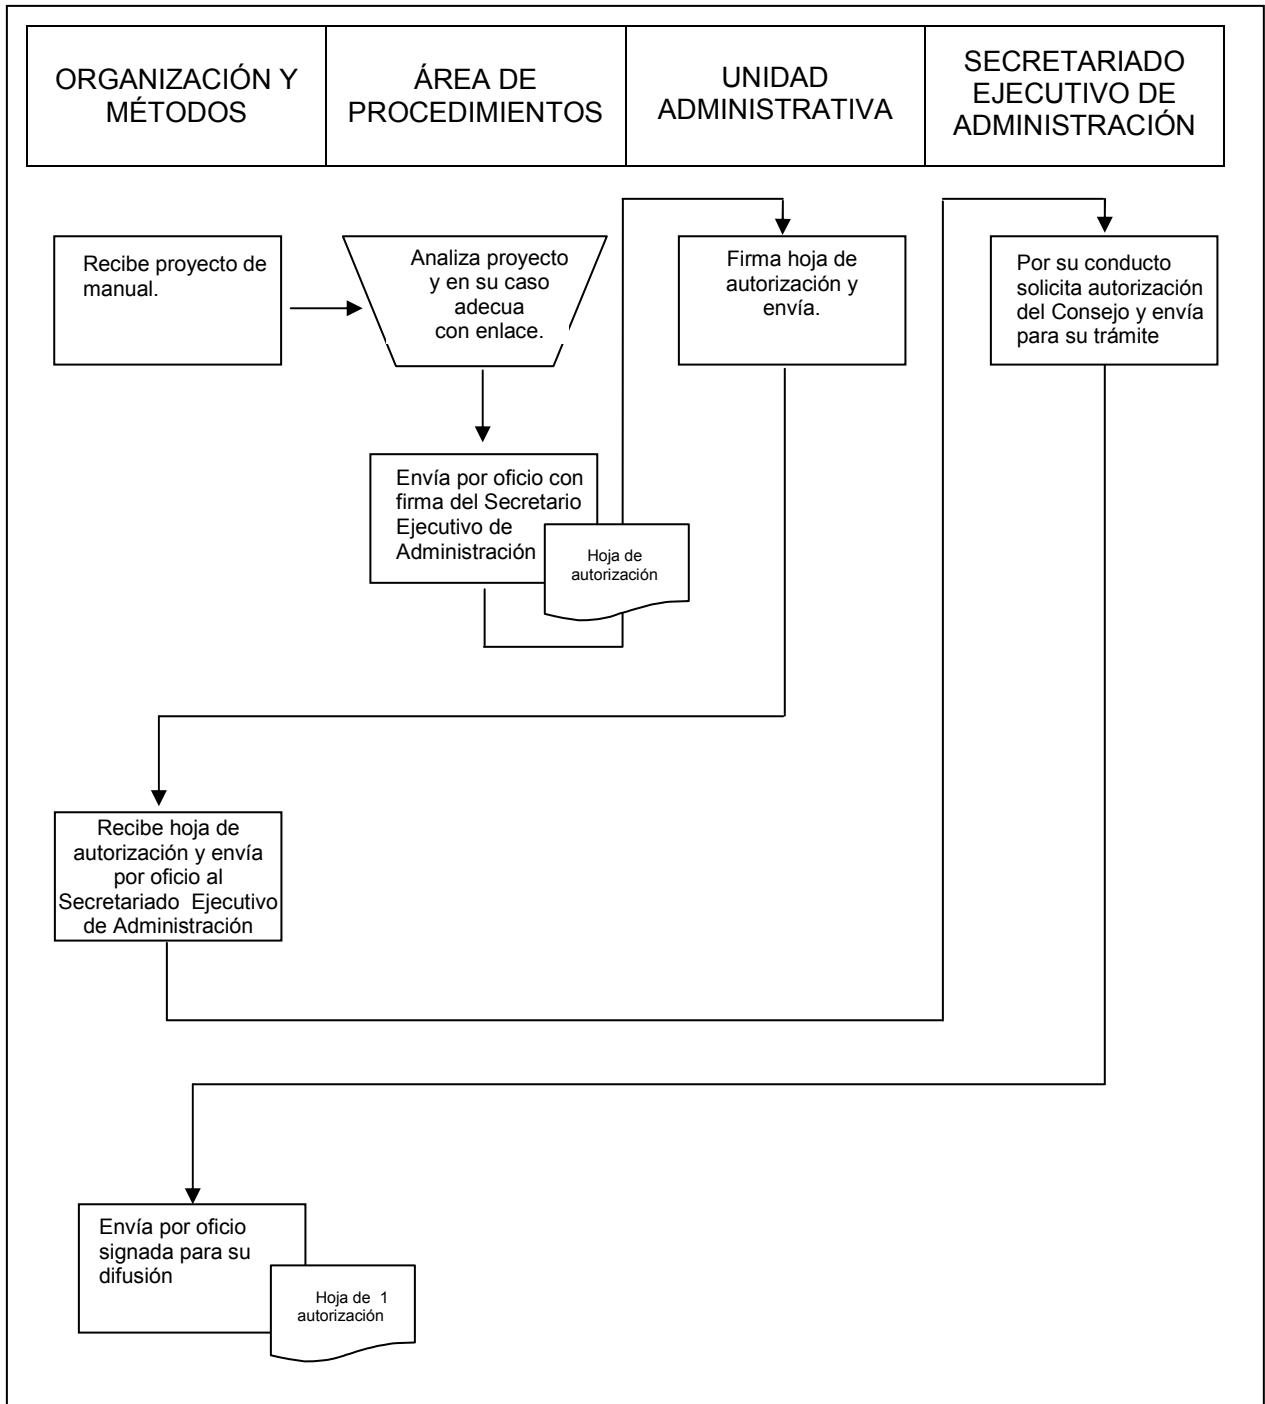 ORGANIZACIÓN Y
MÉTODOS
ÁREA DE
PROCEDIMIENTOS
UNIDAD
ADMINISTRATIVA
SECRETARIADO
EJECUTIVO DE
ADMINISTRACIÓN
Recibe proyecto de
manual.
Analiza proyecto
y en su caso
adecua
con enlace.
Firma hoja de
autorización y
envía.
Por su conducto
solicita autorización
del Consejo y envía
para su trámite
Envía por oficio con
firma del Secretario
Ejecutivo de
Administración
Hoja de
autorización
Recibe hoja de
autorización y envía
por oficio al
Secretariado Ejecutivo
de Administración
Envía por oficio
signada para su
difusión
Hoja de 1
autorización